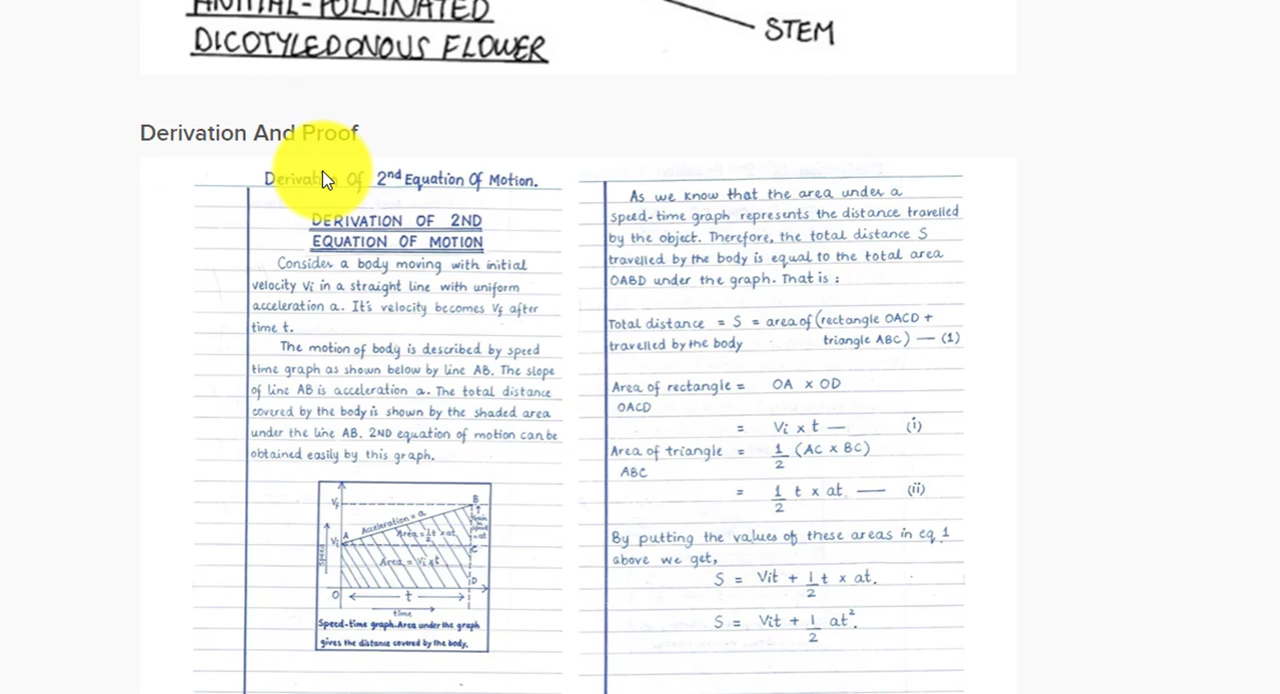 ANIMAL-POLLINATED
DICOTYLEDONOUS FLOWER
STEM
Derivation And Proof
Derivation Of 2nd Equation Of Motion.
DERIVATION OF 2ND
EQUATION OF MOTION
Consider a body moving with initial
velocity Vi in a straight line with uniform
acceleration a. It's velocity becomes Vf after
time t.
The motion of body is described by speed
time graph as shown below by line AB. The slope
of line AB is acceleration a. The total distance
covered by the body is shown by the shaded area
under the line AB. 2ND equation of motion can be
obtained easily by this graph.
Vf
B
Acceleration = a
A
Area = 1/2 t × at
Vi
C
Speed
Area = Vi × t
D
O
t
time
Speed-time graph. Area under the graph
gives the distance covered by the body.
As we know that the area under a
speed-time graph represents the distance travelled
by the object. Therefore, the total distance S
travelled by the body is equal to the total area
OABD under the graph. That is :
Total distance = S = area of (rectangle OACD +
travelled by the body triangle ABC) — (1)
Area of rectangle = OA × OD
OACD
= Vi × t — (i)
Area of triangle = 1/2 (AC × BC)
ABC
= 1/2 t × at — (ii)
By putting the values of these areas in eq 1
above we get,
S = Vit + 1/2 t × at.
S = Vit + 1/2 at².